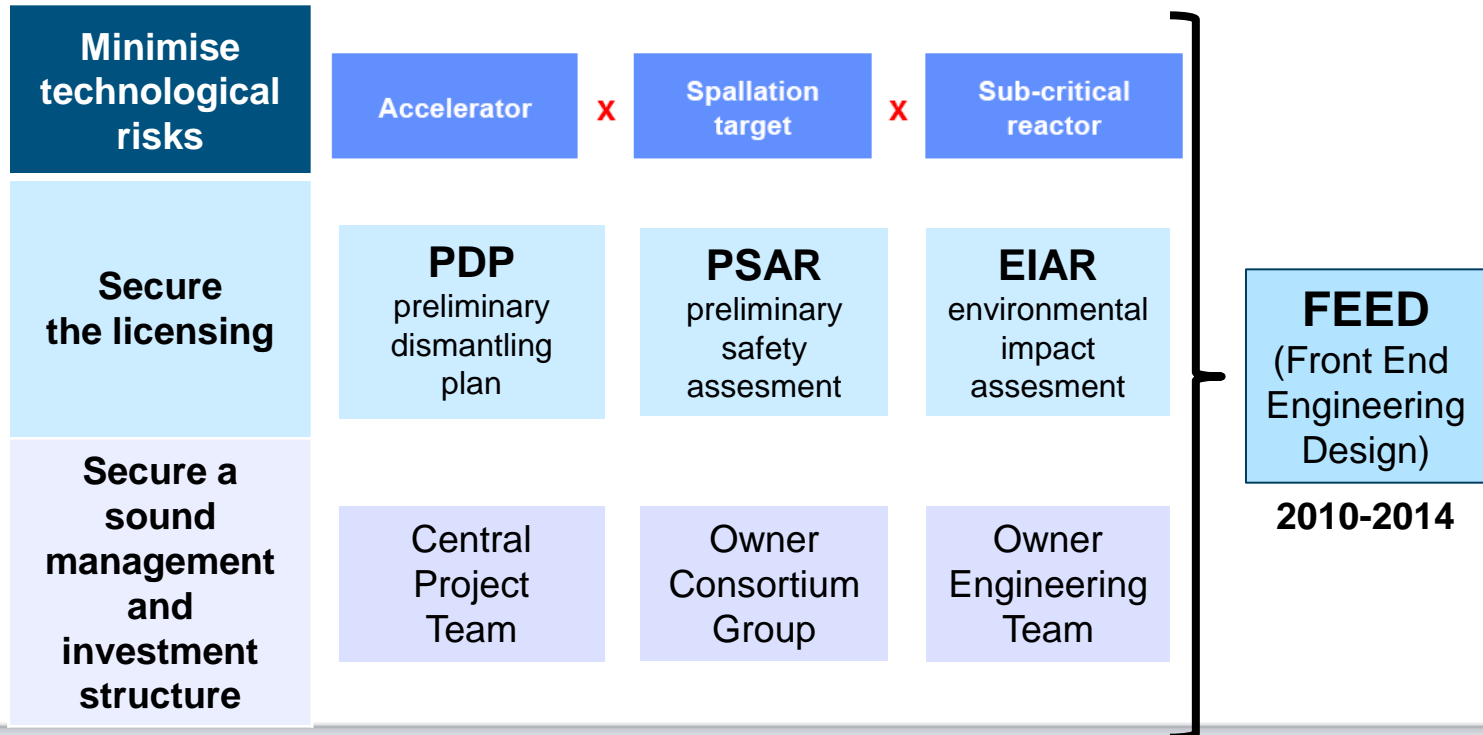 Minimise
technological
risks
Accelerator
x
Spallation
target
x
Sub-critical
reactor
Secure
the licensing
PDP
preliminary
dismantling
plan
PSAR
preliminary
safety
assesment
EIAR
environmental
impact
assesment
Secure a
sound
management
and
investment
structure
Central
Project
Team
Owner
Consortium
Group
Owner
Engineering
Team
FEED
(Front End
Engineering
Design)
2010-2014